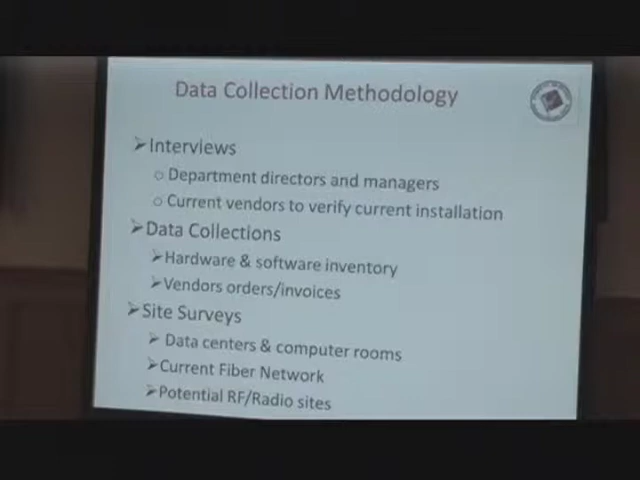 Data Collection Methodology
➢Interviews
○ Department directors and managers
○ Current vendors to verify current installation
➢Data Collections
➢Hardware & software inventory
➢Vendors orders/invoices
➢Site Surveys
➢ Data centers & computer rooms
➢Current Fiber Network
➢Potential RF/Radio sites